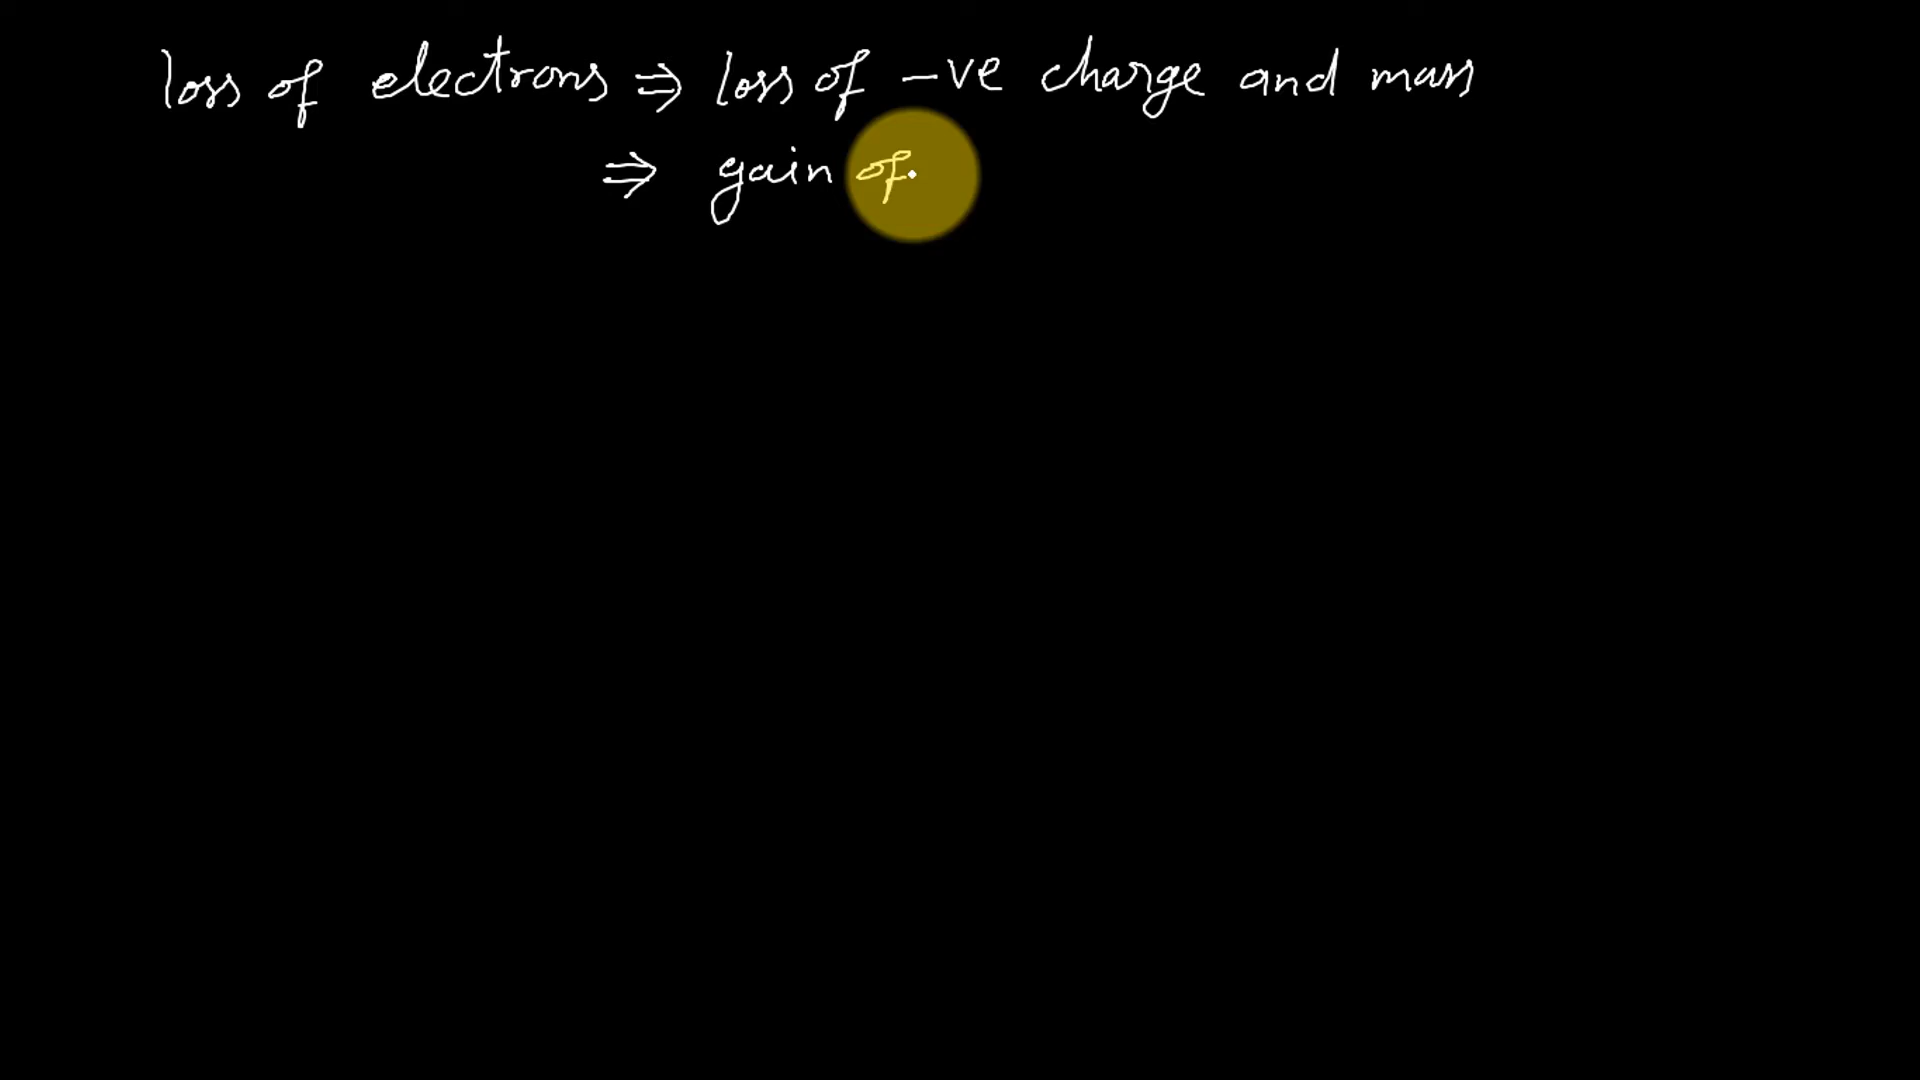 loss of electrons ⇒ loss of -ve charge and mass
⇒ gain of